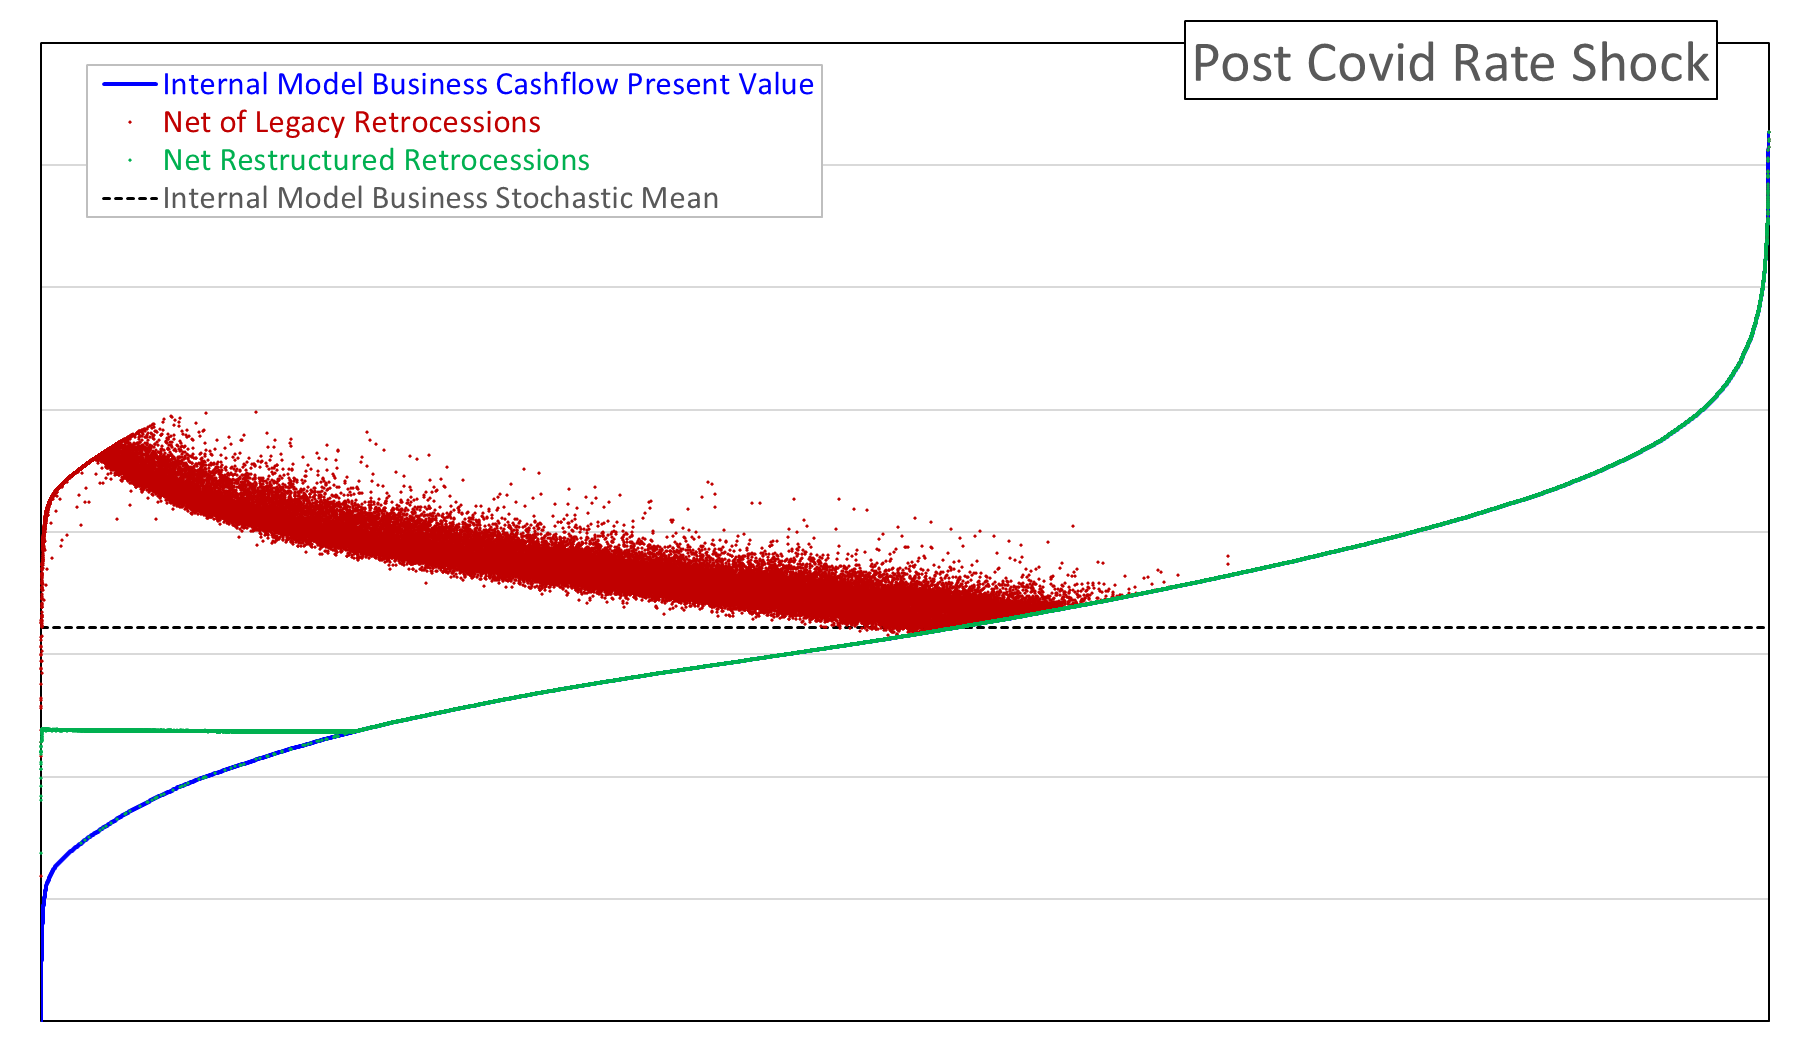 Post Covid Rate Shock
Internal Model Business Cashflow Present Value
Net of Legacy Retrocessions
Net Restructured Retrocessions
Internal Model Business Stochastic Mean